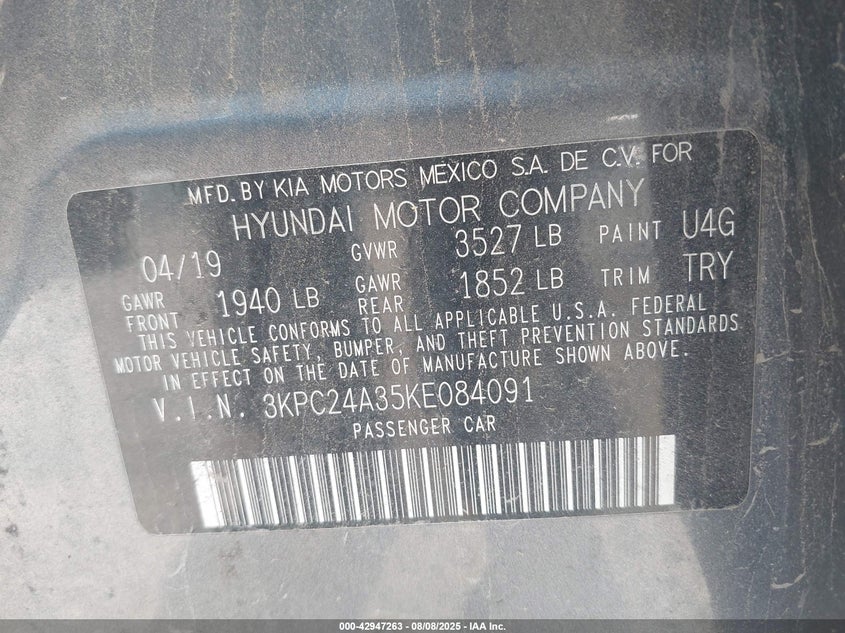 MFD. BY KIA MOTORS MEXICO S.A. DE C.V. FOR
HYUNDAI MOTOR COMPANY
04/19 GVWR 3527 LB PAINT U4G
GAWR FRONT 1940 LB GAWR REAR 1852 LB TRIM TRY
THIS VEHICLE CONFORMS TO ALL APPLICABLE U.S.A. FEDERAL
MOTOR VEHICLE SAFETY, BUMPER, AND THEFT PREVENTION STANDARDS
IN EFFECT ON THE DATE OF MANUFACTURE SHOWN ABOVE.
V.I.N. 3KPC24A35KE084091
PASSENGER CAR
000-42947263 - 08/08/2025 - IAA Inc.